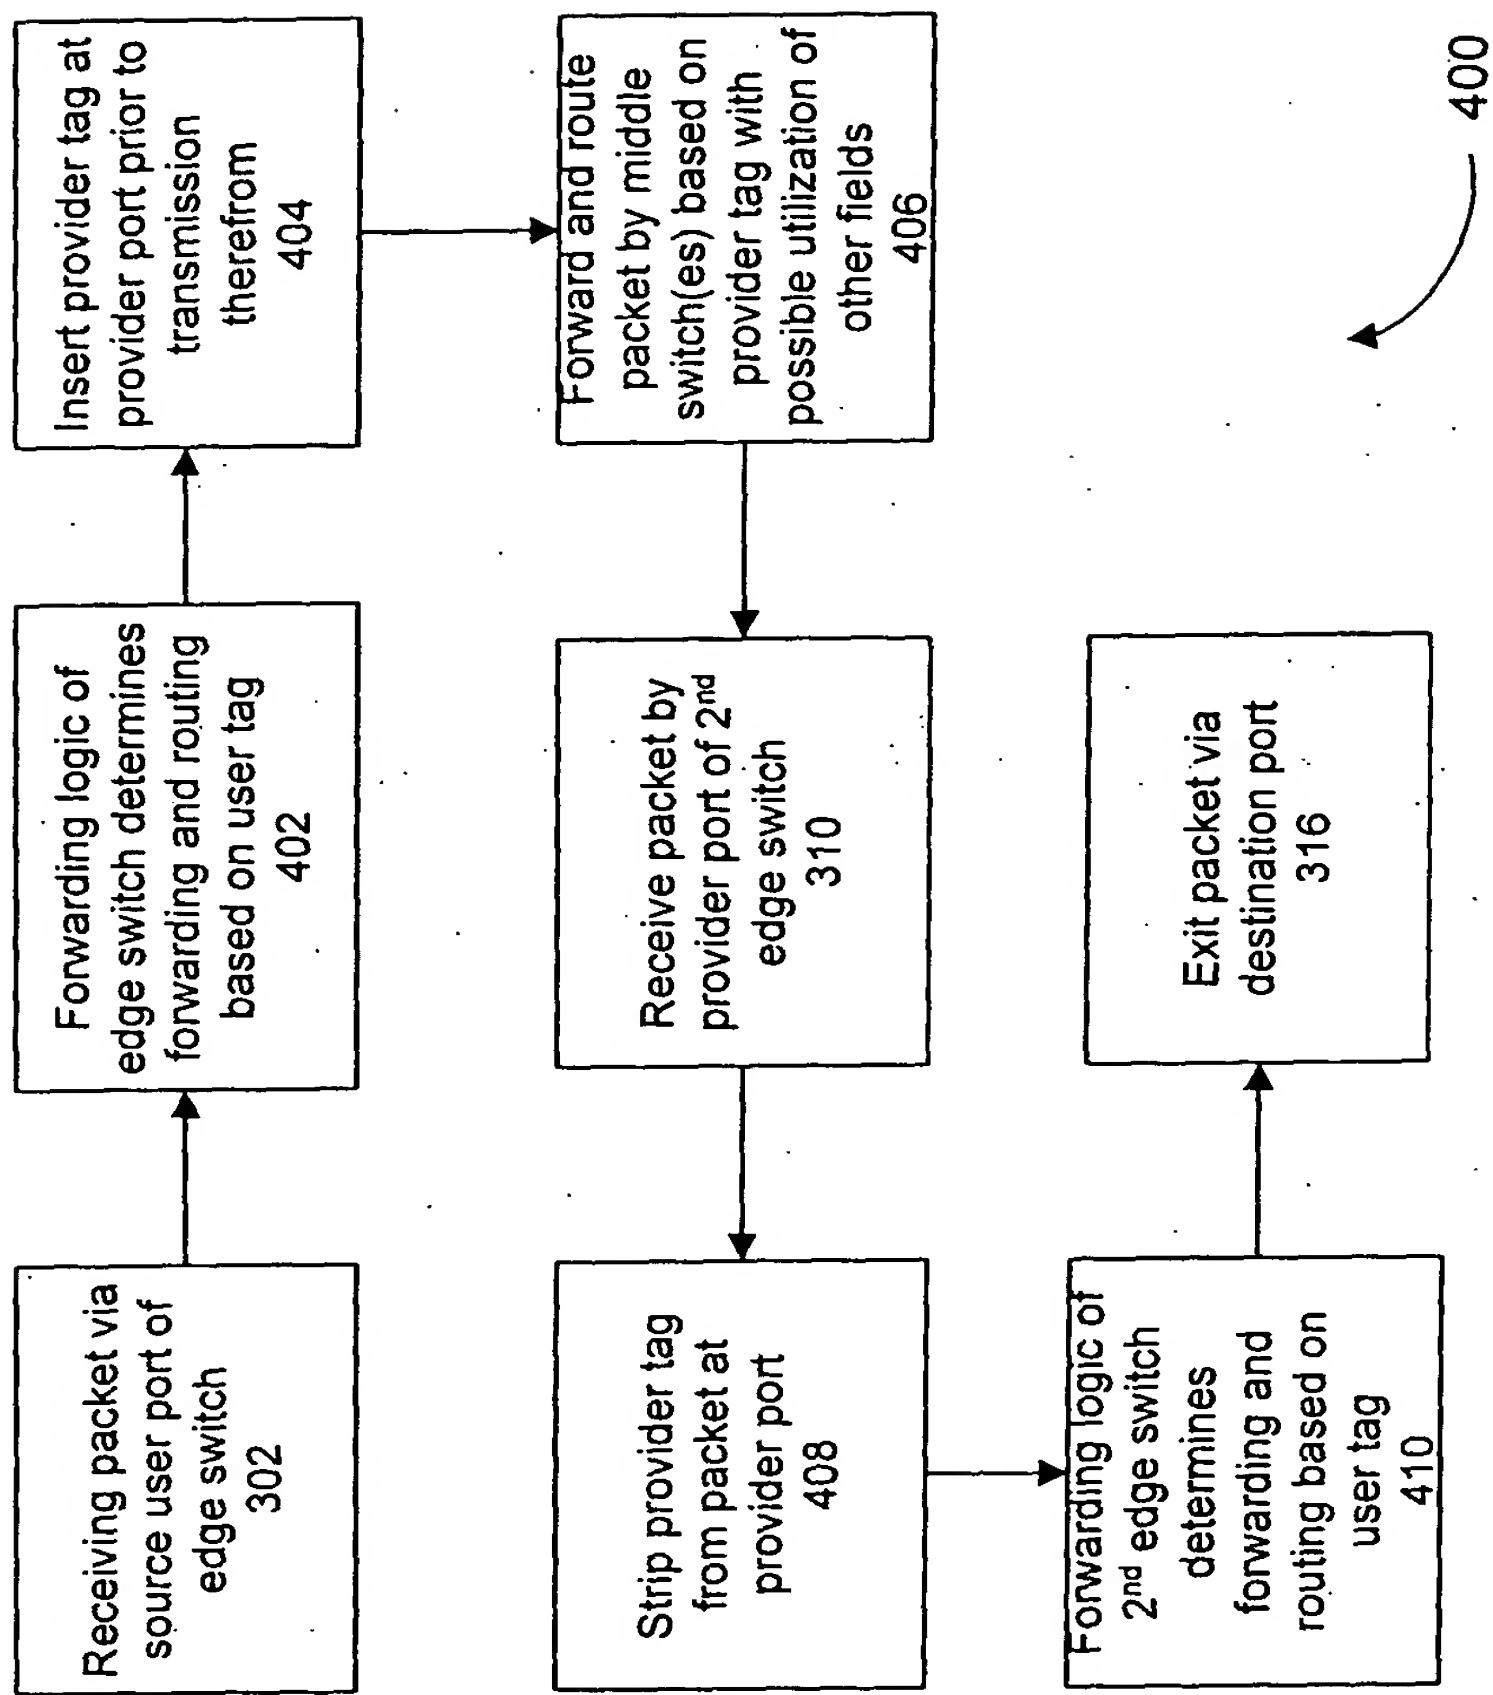 Receiving packet via
source user port of
edge switch
302
Forwarding logic of
edge switch determines
forwarding and routing
based on user tag
402
Insert provider tag at
provider port prior to
transmission
therefrom
404
Forward and route
packet by middle
switch(es) based on
provider tag with
possible utilization of
other fields
406
Receive packet by
provider port of 2nd
edge switch
310
Strip provider tag
from packet at
provider port
408
Forwarding logic of
2nd edge switch
determines
forwarding and
routing based on
user tag
410
Exit packet via
destination port
316
400